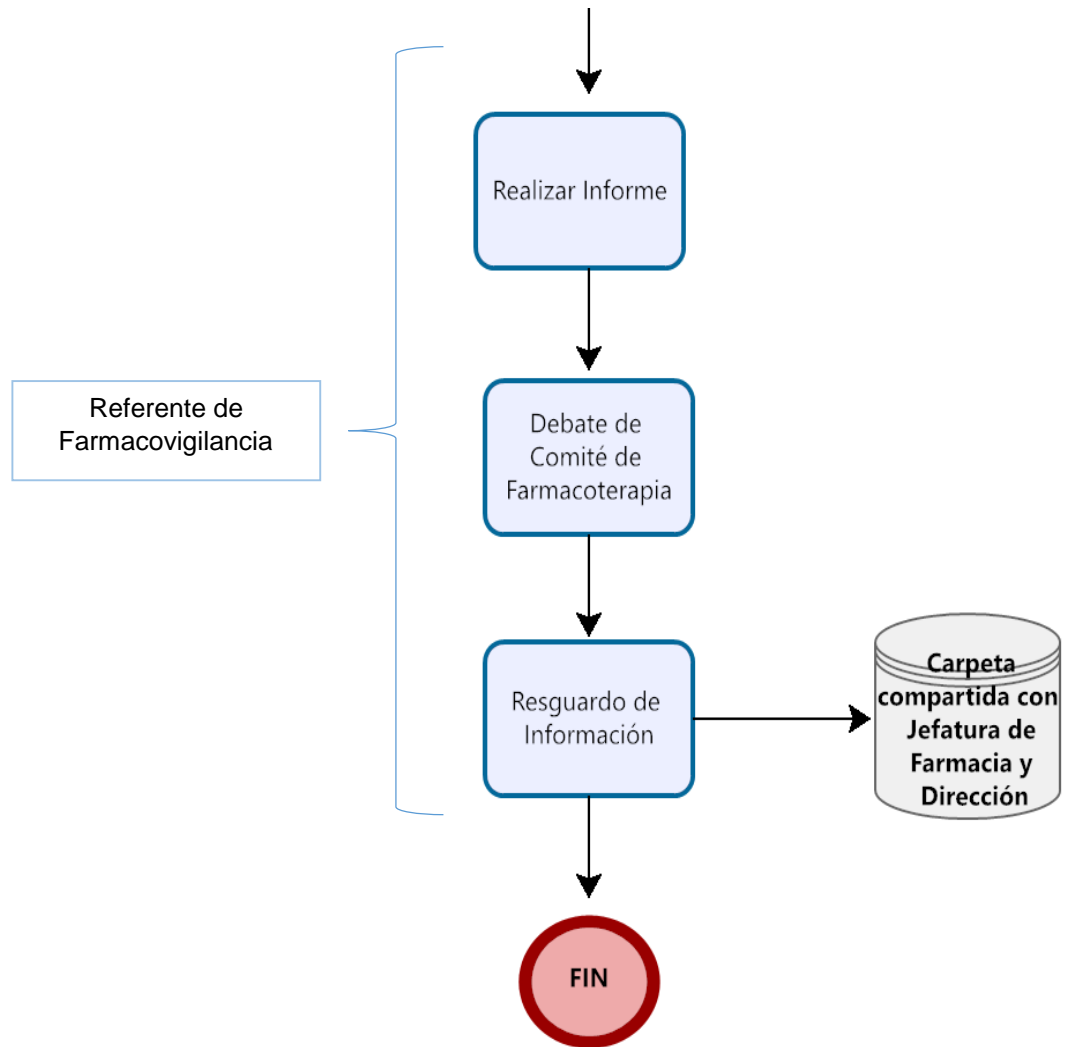 Realizar Informe
Referente de
Farmacovigilancia
Debate de
Comité de
Farmacoterapia
Resguardo de
Información
Carpeta
compartida con
Jefatura de
Farmacia y
Dirección
FIN